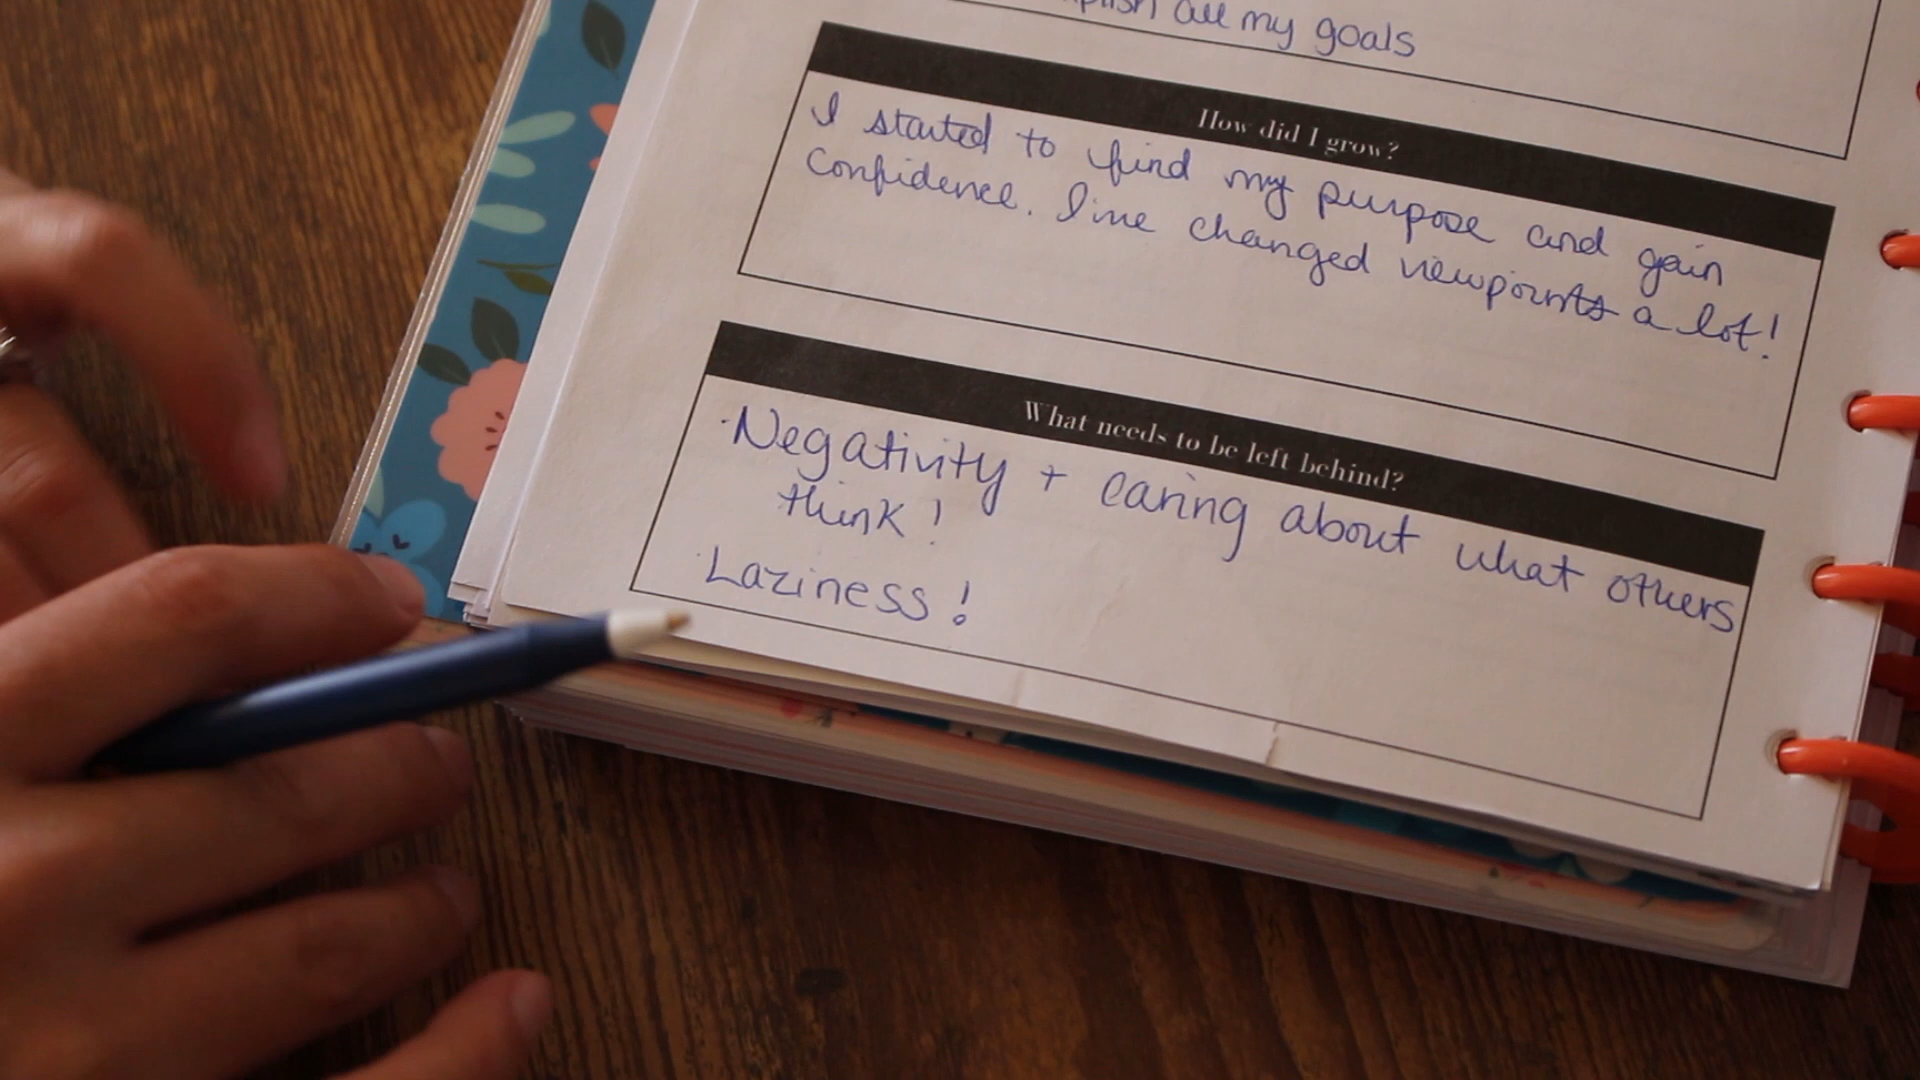 all my goals
How did I grow?
I started to find my purpose and gain
confidence. I've changed viewpoints a lot!
What needs to be left behind?
· Negativity + caring about what others
think!
· Laziness!